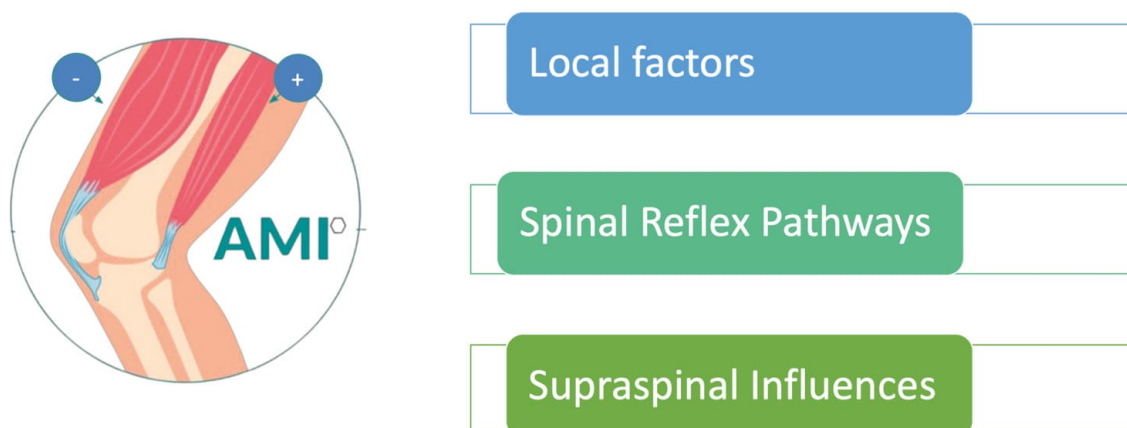 -
+
AMI
Local factors
Spinal Reflex Pathways
Supraspinal Influences